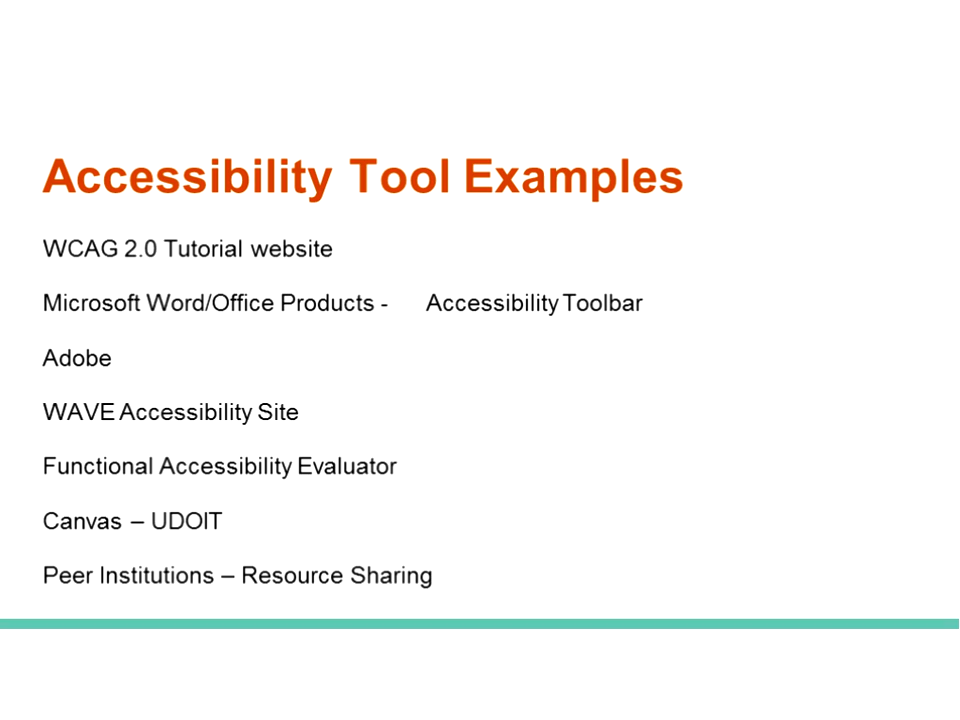 Accessibility Tool Examples
WCAG 2.0 Tutorial website
Microsoft Word/Office Products - Accessibility Toolbar
Adobe
WAVE Accessibility Site
Functional Accessibility Evaluator
Canvas – UDOIT
Peer Institutions – Resource Sharing